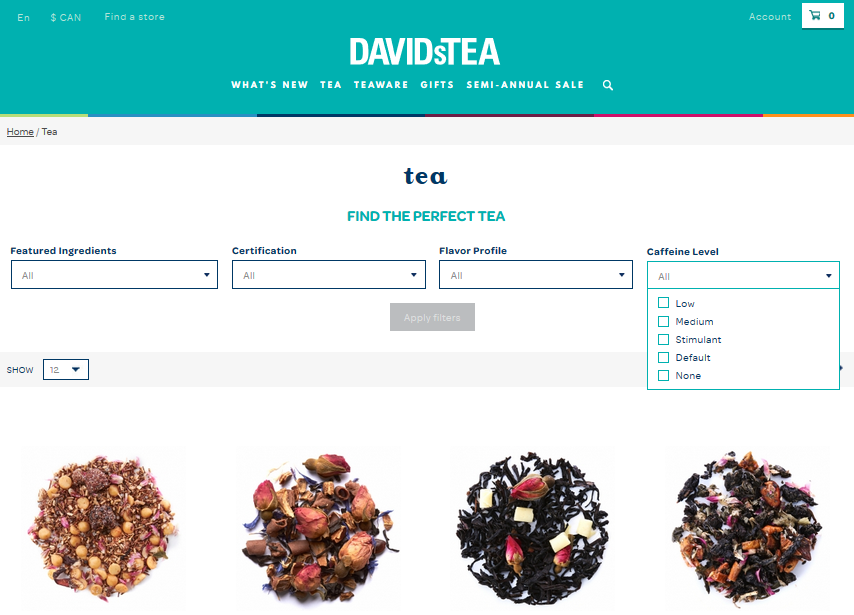 En $ CAN Find a store Account 0
DAVIDsTEA
WHAT'S NEW TEA TEAWARE GIFTS SEMI-ANNUAL SALE
Home / Tea
tea
FIND THE PERFECT TEA
Featured Ingredients Certification Flavor Profile Caffeine Level
All All All All
Low
Medium
Stimulant
Default
None
Apply filters
SHOW 12